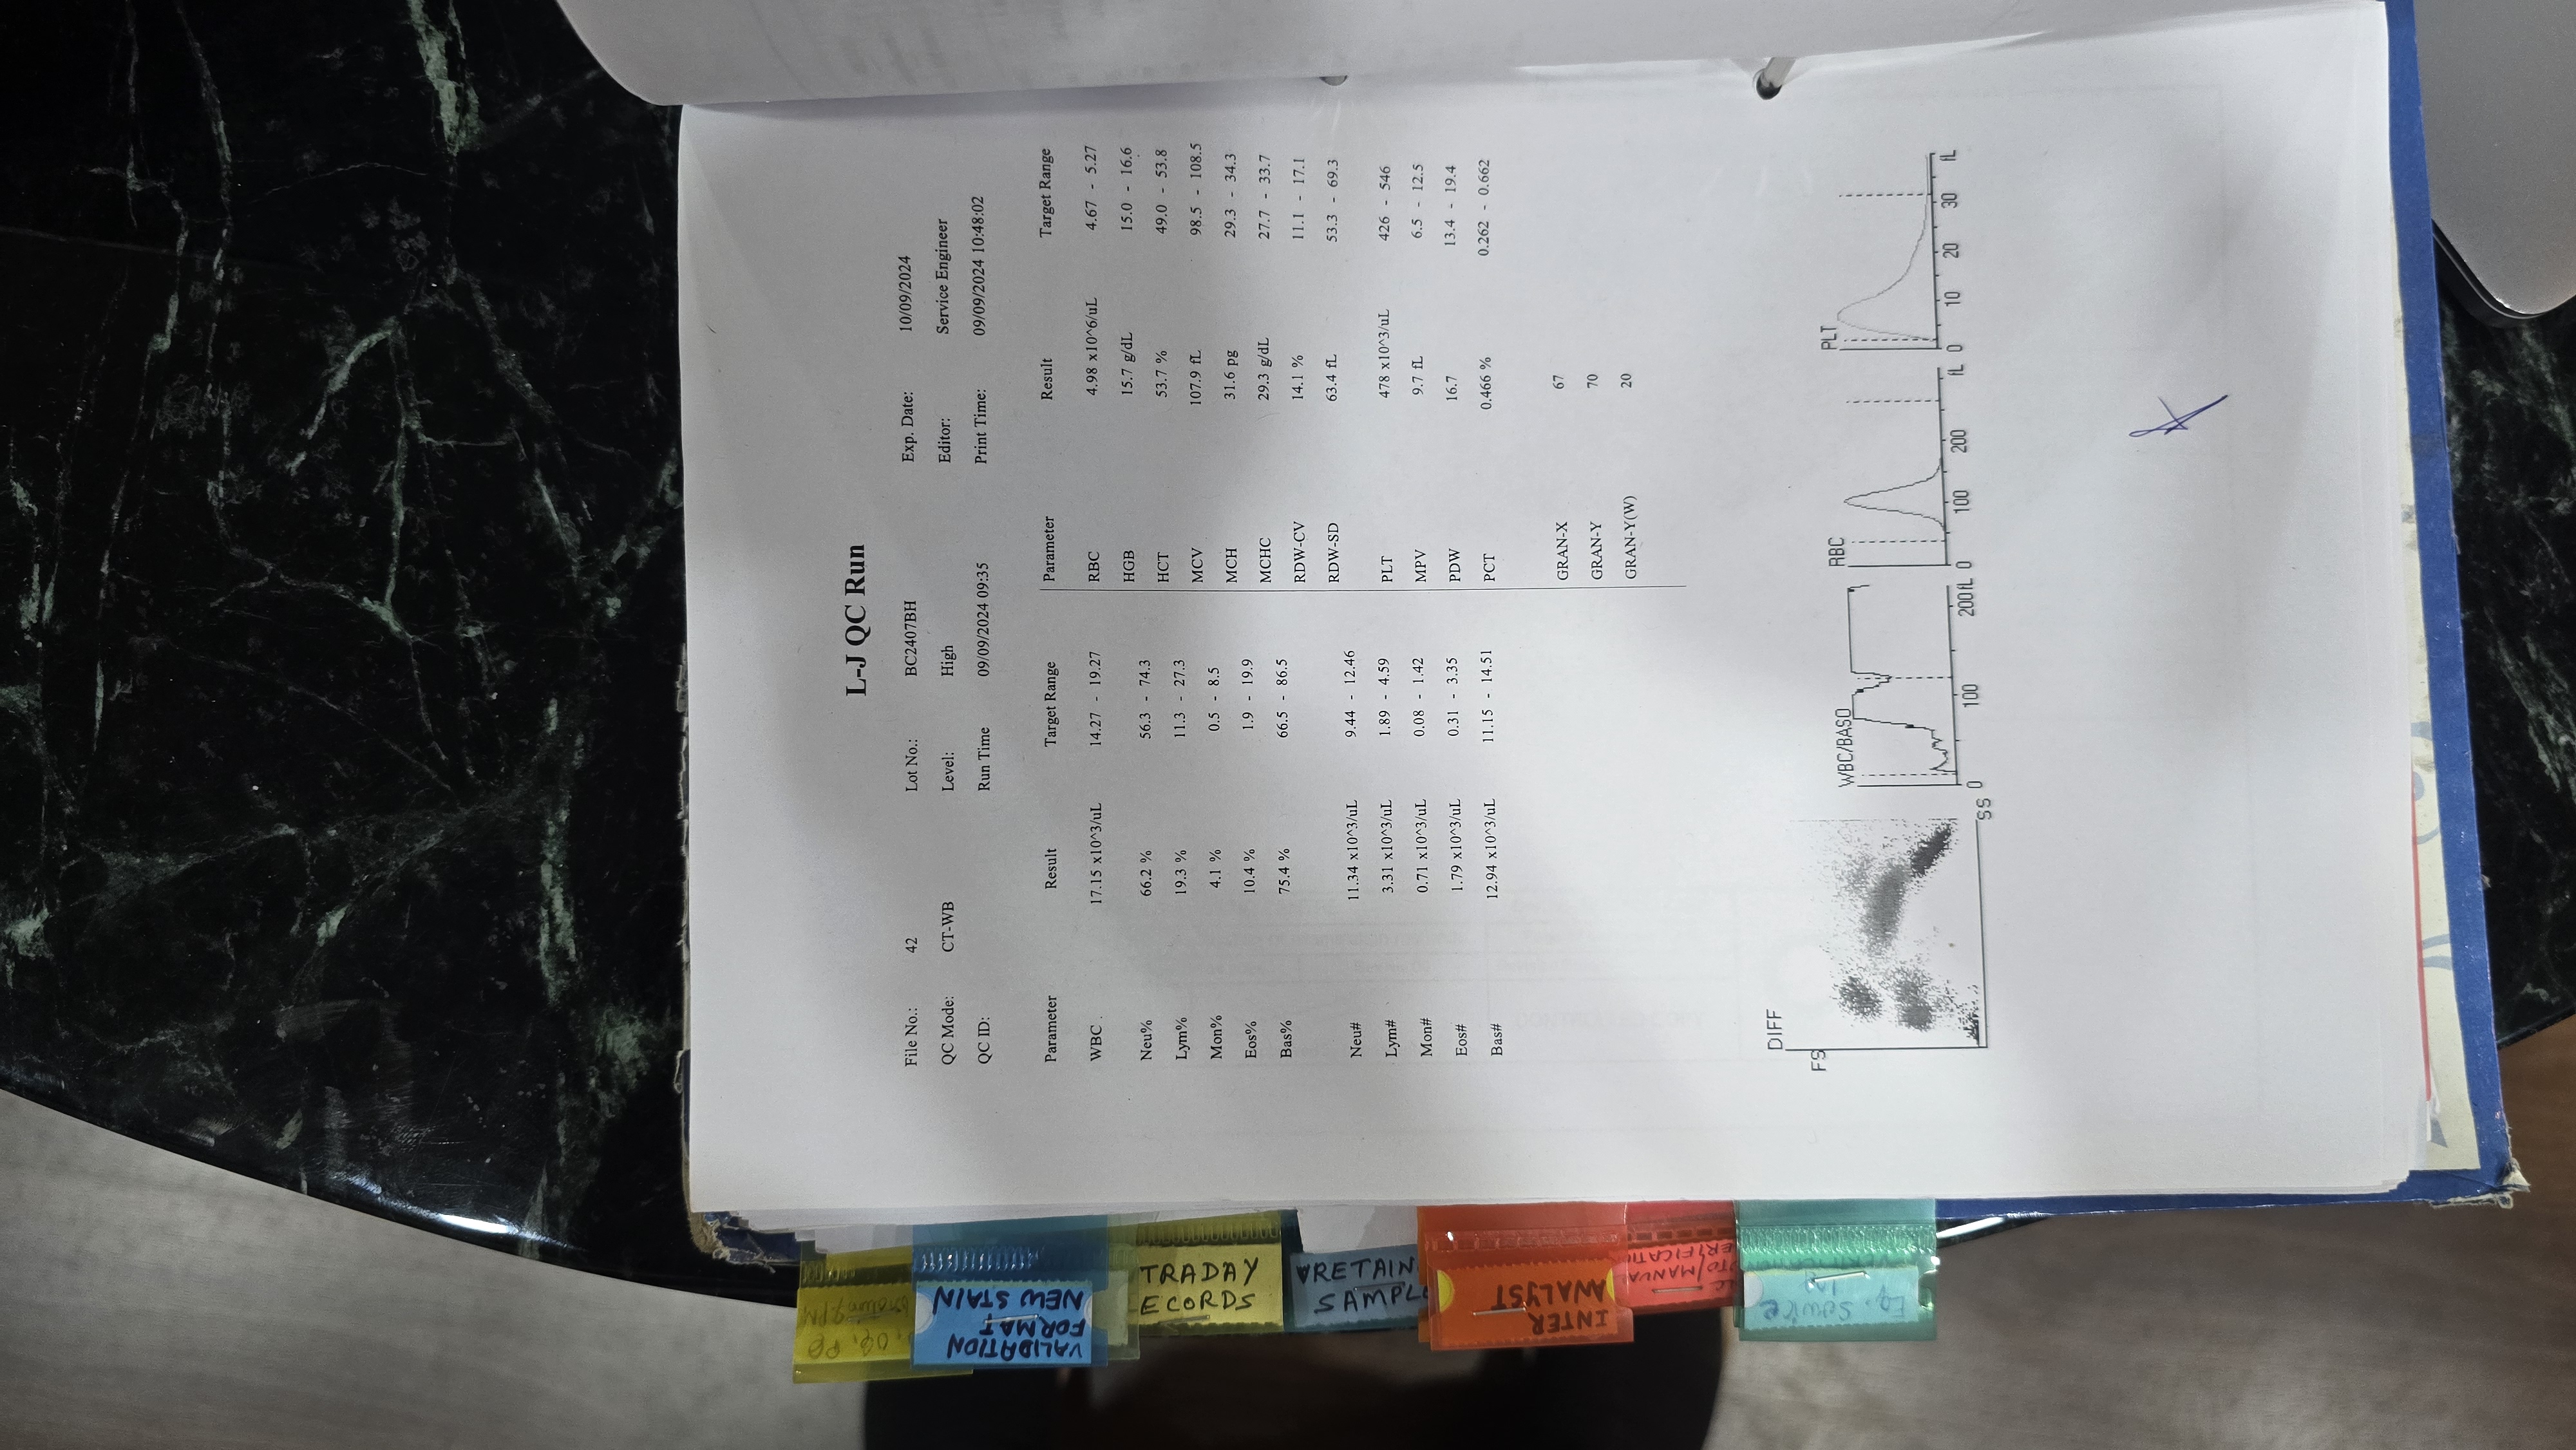 VALIDATION
FORMAT
NEW STAIN
TRADAY
ECORDS
RETAIN
SAMPL
INTER
ANALYST
TO/MANUA
ERIFICATI
L-J QC Run
File No.: 42 Lot No.: BC2407BH Exp. Date: 10/09/2024
QC Mode: CT-WB Level: High Editor: Service Engineer
QC ID: Run Time 09/09/2024 09:35 Print Time: 09/09/2024 10:48:02
Parameter Result Target Range Parameter Result Target Range
WBC 17.15 x10^3/uL 14.27 - 19.27 RBC 4.98 x10^6/uL 4.67 - 5.27
HGB 15.7 g/dL 15.0 - 16.6
Neu% 66.2 % 56.3 - 74.3 HCT 53.7 % 49.0 - 53.8
Lym% 19.3 % 11.3 - 27.3 MCV 107.9 fL 98.5 - 108.5
Mon% 4.1 % 0.5 - 8.5 MCH 31.6 pg 29.3 - 34.3
Eos% 10.4 % 1.9 - 19.9 MCHC 29.3 g/dL 27.7 - 33.7
Bas% 75.4 % 66.5 - 86.5 RDW-CV 14.1 % 11.1 - 17.1
RDW-SD 63.4 fL 53.3 - 69.3
Neu# 11.34 x10^3/uL 9.44 - 12.46
Lym# 3.31 x10^3/uL 1.89 - 4.59 PLT 478 x10^3/uL 426 - 546
Mon# 0.71 x10^3/uL 0.08 - 1.42 MPV 9.7 fL 6.5 - 12.5
Eos# 1.79 x10^3/uL 0.31 - 3.35 PDW 16.7 13.4 - 19.4
Bas# 12.94 x10^3/uL 11.15 - 14.51 PCT 0.466 % 0.262 - 0.662
GRAN-X 67
GRAN-Y 70
GRAN-Y(W) 20
DIFF
FS
SS
WBC/BASO
0 100 200 fL
RBC
0 100 200 fL
PLT
0 10 20 30 fL